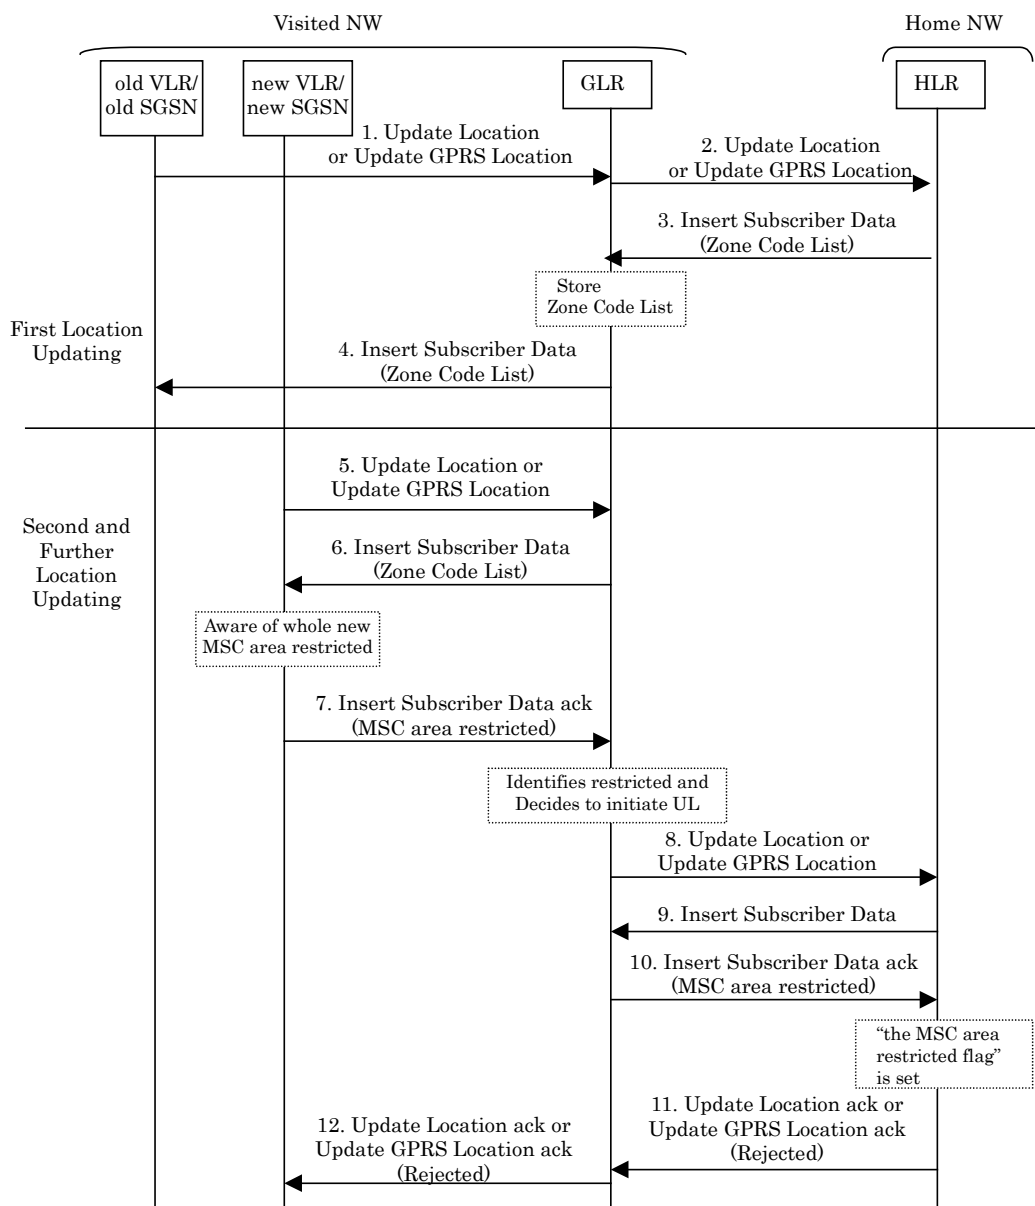 Visited NW
Home NW
old VLR/
old SGSN
new VLR/
new SGSN
GLR
HLR
1. Update Location
or Update GPRS Location
2. Update Location
or Update GPRS Location
3. Insert Subscriber Data
(Zone Code List)
Store
Zone Code List
First Location
Updating
4. Insert Subscriber Data
(Zone Code List)
5. Update Location or
Update GPRS Location
Second and
Further
Location
Updating
6. Insert Subscriber Data
(Zone Code List)
Aware of whole new
MSC area restricted
7. Insert Subscriber Data ack
(MSC area restricted)
Identifies restricted and
Decides to initiate UL
8. Update Location or
Update GPRS Location
9. Insert Subscriber Data
10. Insert Subscriber Data ack
(MSC area restricted)
“the MSC area
restricted flag”
is set
11. Update Location ack or
Update GPRS Location ack
(Rejected)
12. Update Location ack or
Update GPRS Location ack
(Rejected)